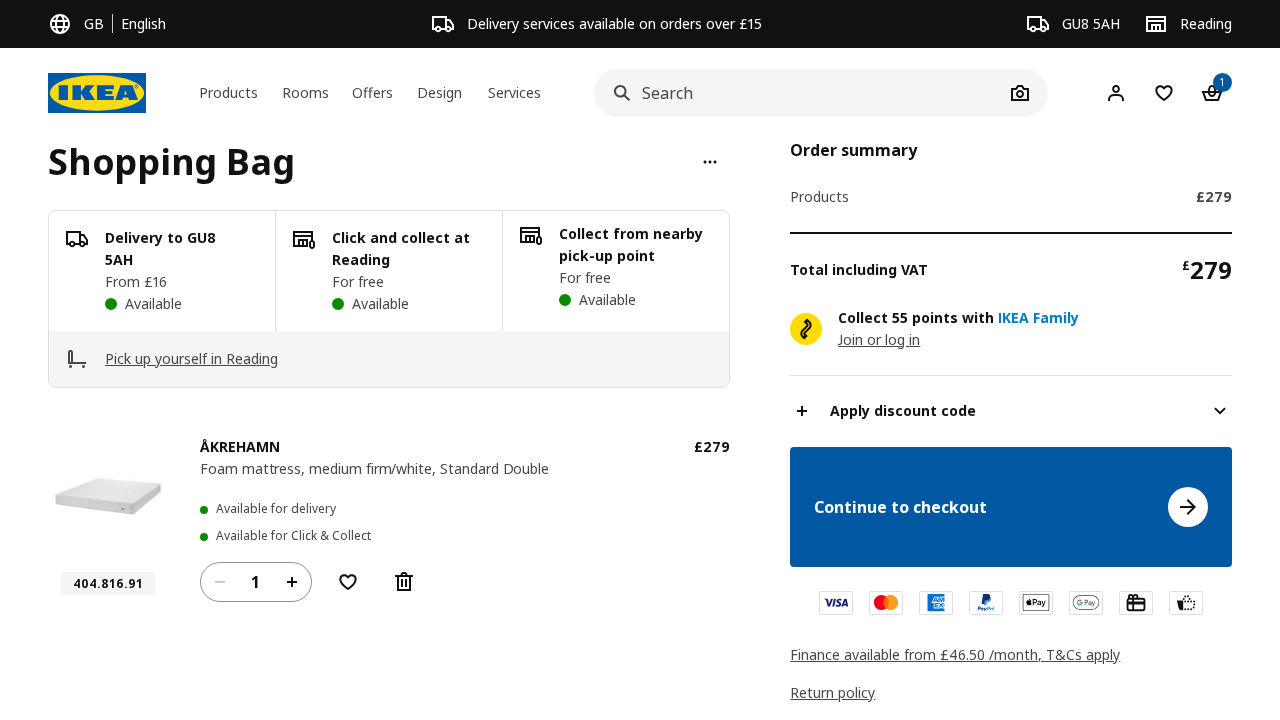 GB | English
Delivery services available on orders over £15
GU8 5AH
Reading
IKEA
Products
Rooms
Offers
Design
Services
Search
1
Shopping Bag
Delivery to GU8
5AH
From £16
Available
Click and collect at
Reading
For free
Available
Collect from nearby
pick-up point
For free
Available
Pick up yourself in Reading
ÅKREHAMN
£279
Foam mattress, medium firm/white, Standard Double
Available for delivery
Available for Click & Collect
404.816.91
1
Order summary
Products
£279
Total including VAT
£279
Collect 55 points with IKEA Family
Join or log in
Apply discount code
Continue to checkout
VISA
AM
EX
PayPal
Pay
G Pay
Finance available from £46.50 /month, T&Cs apply
Return policy